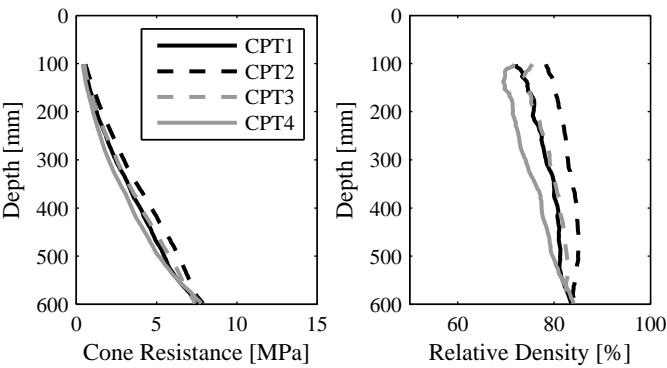 0
100
200
300
400
500
600
Depth [mm]
0 5 10 15
Cone Resistance [MPa]
CPT1
CPT2
CPT3
CPT4
0
100
200
300
400
500
600
Depth [mm]
60 80 100
Relative Density [%]